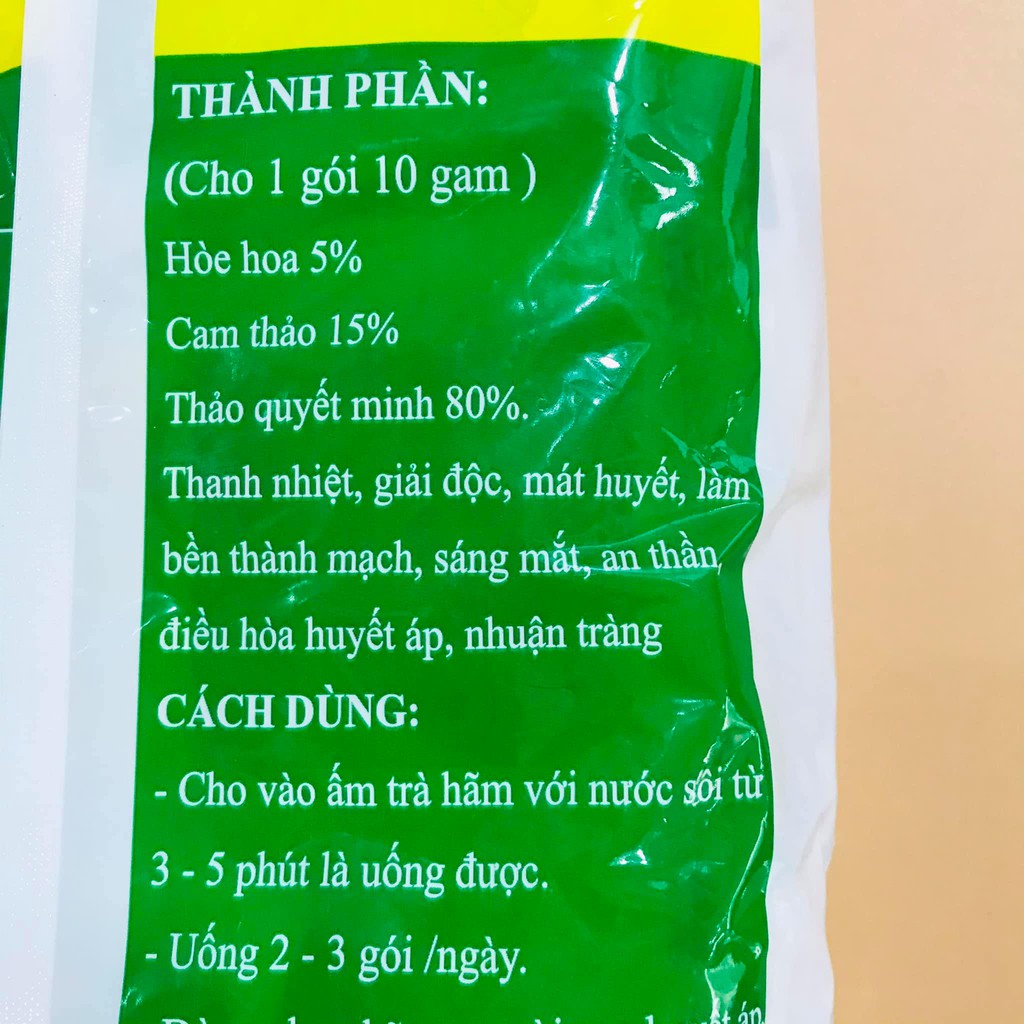 THÀNH PHẦN:
(Cho 1 gói 10 gam )
Hòe hoa 5%
Cam thảo 15%
Thảo quyết minh 80%.
Thanh nhiệt, giải độc, mát huyết, làm
bền thành mạch, sáng mắt, an thần,
điều hòa huyết áp, nhuận tràng
CÁCH DÙNG:
- Cho vào ấm trà hãm với nước sôi từ
3 - 5 phút là uống được.
- Uống 2 - 3 gói /ngày.